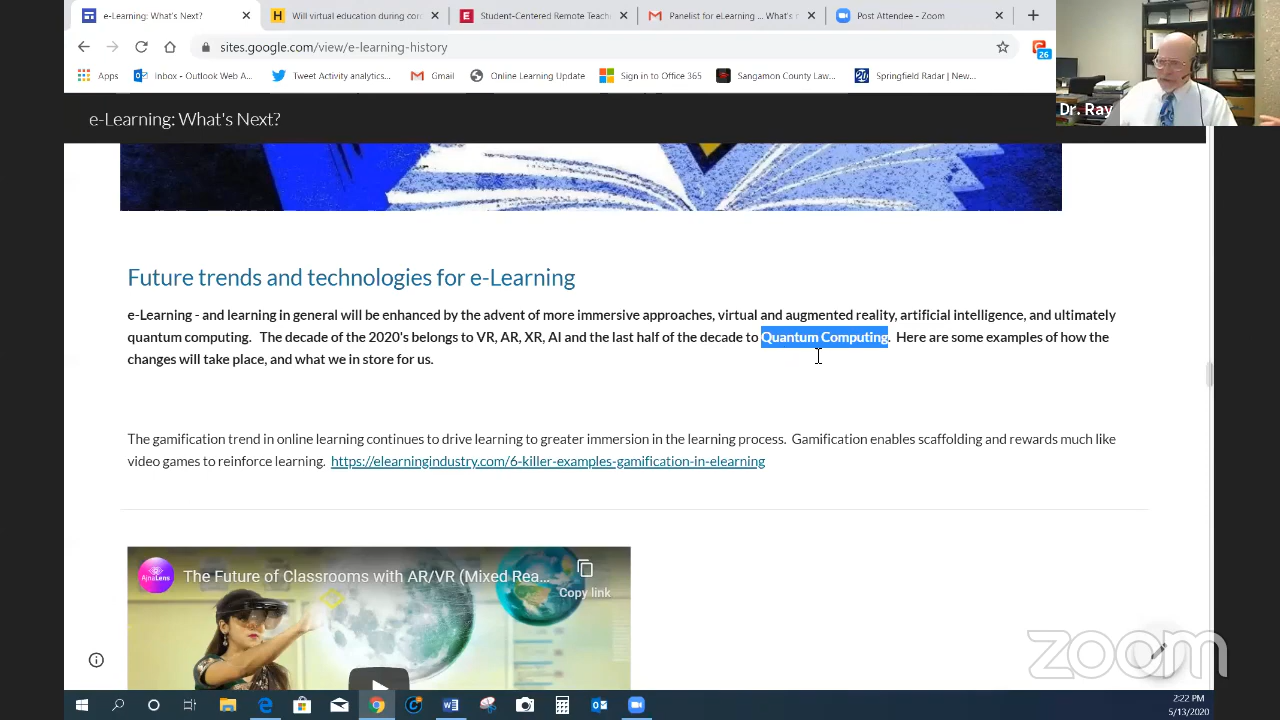 e-Learning: What's Next?
Will virtual education during cor
Student-Centered Remote Teach
Panelist for eLearning ... What's n
Post Attendee - Zoom
sites.google.com/view/e-learning-history
26
Apps
Inbox - Outlook Web A...
Tweet Activity analytics...
Gmail
Online Learning Update
Sign in to Office 365
Sangamon County Law...
Springfield Radar | New...
Dr. Ray
e-Learning: What's Next?
Future trends and technologies for e-Learning
e-Learning - and learning in general will be enhanced by the advent of more immersive approaches, virtual and augmented reality, artificial intelligence, and ultimately
quantum computing. The decade of the 2020's belongs to VR, AR, XR, AI and the last half of the decade to Quantum Computing. Here are some examples of how the
changes will take place, and what we in store for us.
The gamification trend in online learning continues to drive learning to greater immersion in the learning process. Gamification enables scaffolding and rewards much like
video games to reinforce learning. https://elearningindustry.com/6-killer-examples-gamification-in-elearning
AjnaLens
The Future of Classrooms with AR/VR (Mixed Rea...
Copy link
zoom
2:22 PM
5/13/2020